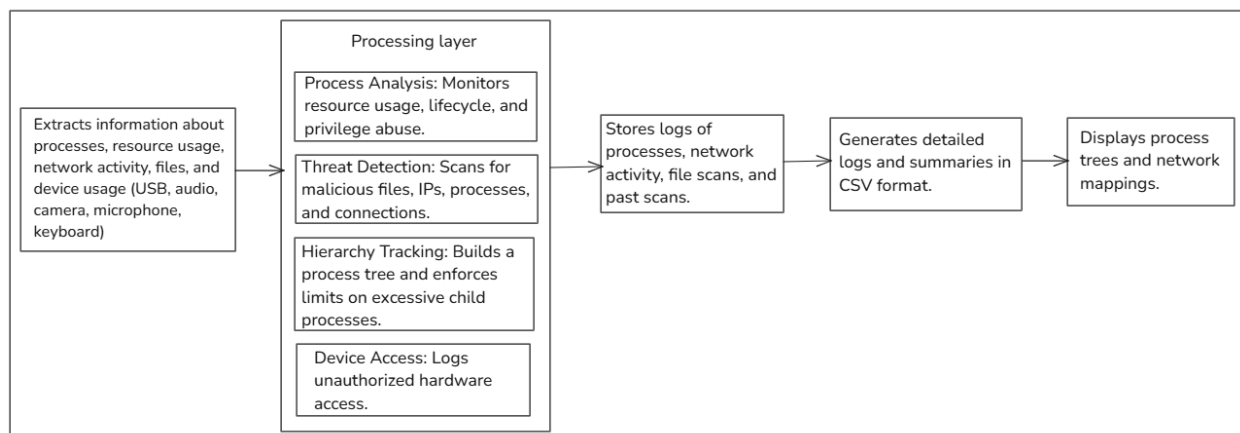 Processing layer
Extracts information about
processes, resource usage,
network activity, files, and
device usage (USB, audio,
camera, microphone,
keyboard)
Process Analysis: Monitors
resource usage, lifecycle, and
privilege abuse.
Threat Detection: Scans for
malicious files, IPs, processes,
and connections.
Hierarchy Tracking: Builds a
process tree and enforces
limits on excessive child
processes.
Device Access: Logs
unauthorized hardware
access.
Stores logs of
processes, network
activity, file scans, and
past scans.
Generates detailed
logs and summaries in
CSV format.
Displays process
trees and network
mappings.